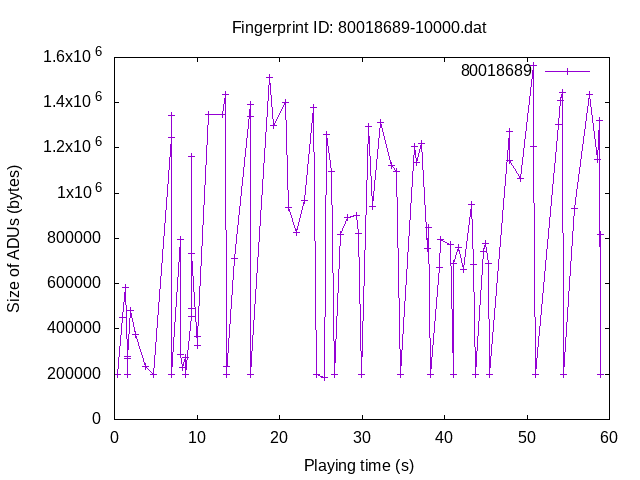 Fingerprint ID: 80018689-10000.dat
80018689
Size of ADUs (bytes)
1.6x10^6
1.4x10^6
1.2x10^6
1x10^6
800000
600000
400000
200000
0
0 10 20 30 40 50 60
Playing time (s)